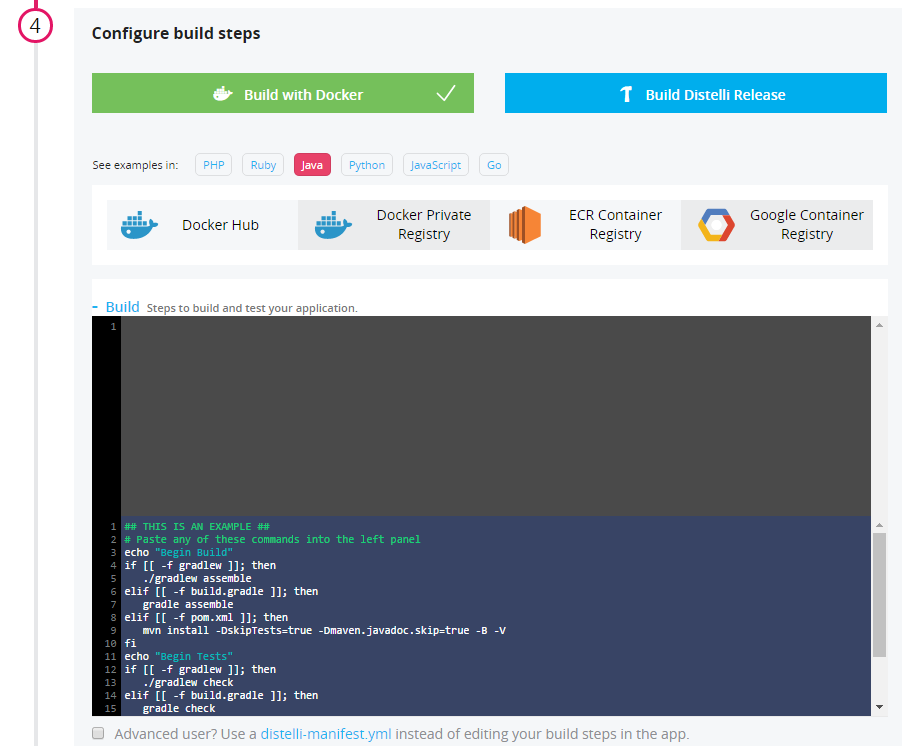 4
Configure build steps
Build with Docker
Build Distelli Release
See examples in: PHP Ruby Java Python JavaScript Go
Docker Hub
Docker Private
Registry
ECR Container
Registry
Google Container
Registry
- Build Steps to build and test your application.
1
1 ## THIS IS AN EXAMPLE ##
2 # Paste any of these commands into the left panel
3 echo "Begin Build"
4 if [[ -f gradlew ]]; then
5 ./gradlew assemble
6 elif [[ -f build.gradle ]]; then
7 gradle assemble
8 elif [[ -f pom.xml ]]; then
9 mvn install -DskipTests=true -Dmaven.javadoc.skip=true -B -V
10 fi
11 echo "Begin Tests"
12 if [[ -f gradlew ]]; then
13 ./gradlew check
14 elif [[ -f build.gradle ]]; then
15 gradle check
Advanced user? Use a distelli-manifest.yml instead of editing your build steps in the app.